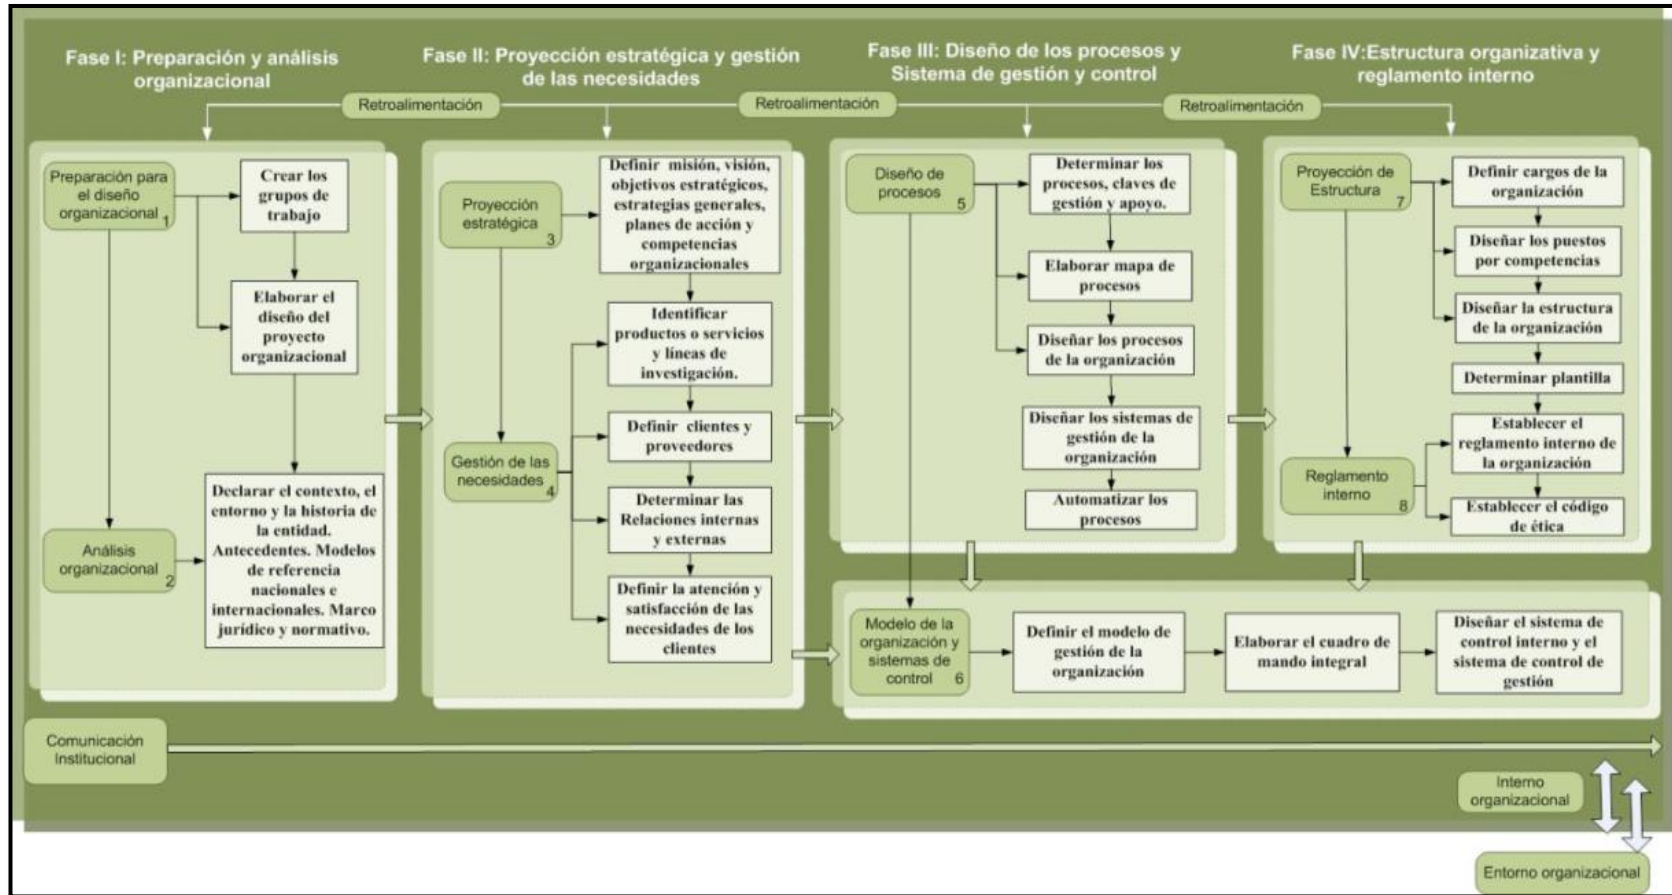 Fase I: Preparación y análisis
organizacional
Fase II: Proyección estratégica y gestión
de las necesidades
Fase III: Diseño de los procesos y
Sistema de gestión y control
Fase IV:Estructura organizativa y
reglamento interno
Retroalimentación
Retroalimentación
Retroalimentación
Preparación para
el diseño
organizacional
1
Crear los
grupos de
trabajo
Elaborar el
diseño del
proyecto
organizacional
Análisis
organizacional
2
Declarar el contexto, el
entorno y la historia de
la entidad.
Antecedentes. Modelos
de referencia
nacionales e
internacionales. Marco
jurídico y normativo.
Proyección
estratégica
3
Definir misión, visión,
objetivos estratégicos,
estrategias generales,
planes de acción y
competencias
organizacionales
Identificar
productos o servicios
y líneas de
investigación.
Definir clientes y
proveedores
Gestión de las
necesidades
4
Determinar las
Relaciones internas
y externas
Definir la atención y
satisfacción de las
necesidades de los
clientes
Diseño de
procesos
5
Determinar los
procesos, claves de
gestión y apoyo.
Elaborar mapa de
procesos
Diseñar los procesos
de la organización
Diseñar los sistemas de
gestión de la
organización
Automatizar los
procesos
Proyección de
Estructura
7
Definir cargos de la
organización
Diseñar los puestos
por competencias
Diseñar la estructura
de la organización
Determinar plantilla
Establecer el
reglamento interno de
la organización
Reglamento
interno
8
Establecer el código
de ética
Modelo de la
organización y
sistemas de
control
6
Definir el modelo de
gestión de la
organización
Elaborar el cuadro de
mando integral
Diseñar el sistema de
control interno y el
sistema de control de
gestión
Comunicación
Institucional
Interno
organizacional
Entorno organizacional